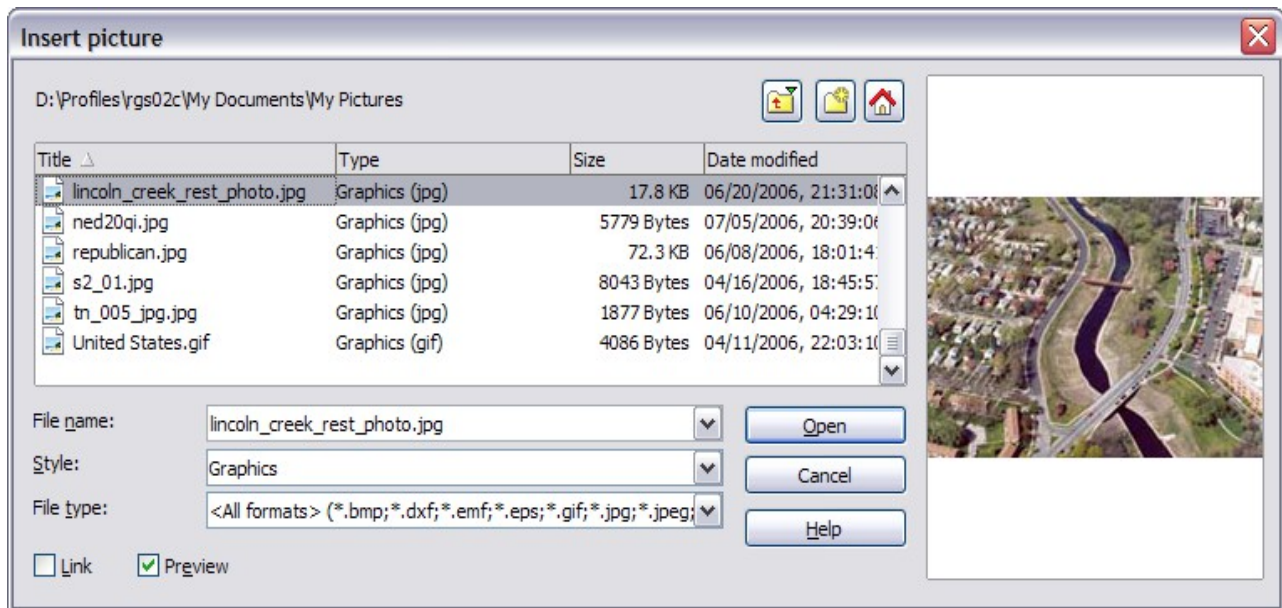 Insert picture
D:\Profiles\rgs02c\My Documents\My Pictures
Title Type Size Date modified
lincoln_creek_rest_photo.jpg Graphics (jpg) 17.8 KB 06/20/2006, 21:31:08
ned20qi.jpg Graphics (jpg) 5779 Bytes 07/05/2006, 20:39:06
republican.jpg Graphics (jpg) 72.3 KB 06/08/2006, 18:01:4
s2_01.jpg Graphics (jpg) 8043 Bytes 04/16/2006, 18:45:5
tn_005_jpg.jpg Graphics (jpg) 1877 Bytes 06/10/2006, 04:29:10
United States.gif Graphics (gif) 4086 Bytes 04/11/2006, 22:03:10
File name: lincoln_creek_rest_photo.jpg Open
Style: Graphics Cancel
File type: <All formats> (*.bmp;*.dxf;*.emf;*.eps;*.gif;*.jpg;*.jpeg; Help
Link Preview